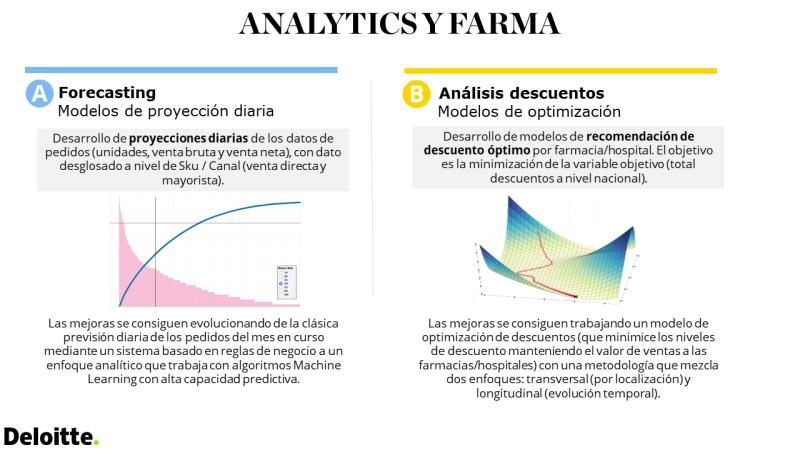 ANALYTICS Y FARMA
A
Forecasting
Modelos de proyección diaria
Desarrollo de proyecciones diarias de los datos de
pedidos (unidades, venta bruta y venta neta), con dato
desglosado a nivel de Sku / Canal (venta directa y
mayorista).
Las mejoras se consiguen evolucionando de la clásica
previsión diaria de los pedidos del mes en curso
mediante un sistema basado en reglas de negocio a un
enfoque analítico que trabaja con algoritmos Machine
Learning con alta capacidad predictiva.
B
Análisis descuentos
Modelos de optimización
Desarrollo de modelos de recomendación de
descuento óptimo por farmacia/hospital. El objetivo
es la minimización de la variable objetivo (total
descuentos a nivel nacional).
Las mejoras se consiguen trabajando un modelo de
optimización de descuentos (que minimice los niveles
de descuento manteniendo el valor de ventas a las
farmacias/hospitales) con una metodología que mezcla
dos enfoques: transversal (por localización) y
longitudinal (evolución temporal).
Deloitte.